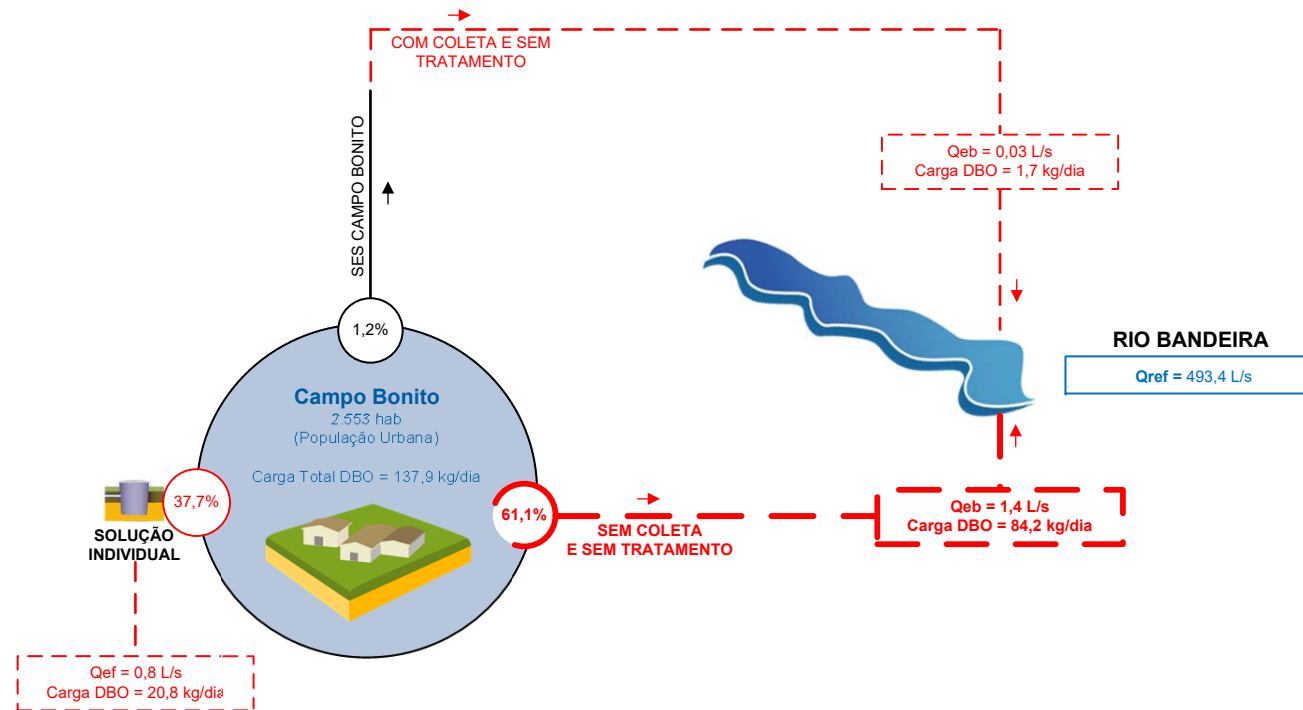 COM COLETA E SEM
TRATAMENTO
SES CAMPO BONITO
Qeb = 0,03 L/s
Carga DBO = 1,7 kg/dia
1,2%
RIO BANDEIRA
Qref = 493,4 L/s
Campo Bonito
2.553 hab
(População Urbana)
Carga Total DBO = 137,9 kg/dia
37,7%
SOLUÇÃO
INDIVIDUAL
61,1%
SEM COLETA
E SEM TRATAMENTO
Qeb = 1,4 L/s
Carga DBO = 84,2 kg/dia
Qef = 0,8 L/s
Carga DBO = 20,8 kg/dia